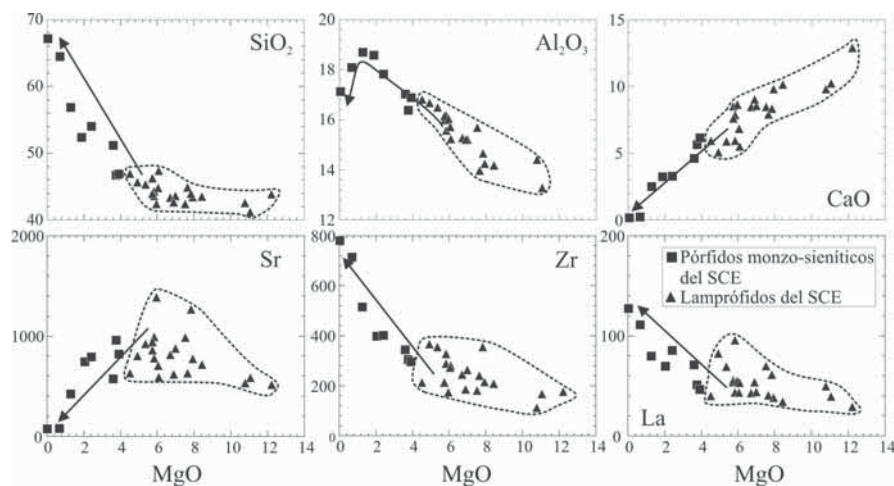 70
60
50
40
SiO2
20
18
16
14
12
Al2O3
15
10
5
0
CaO
2000
1000
0
Sr
800
600
400
200
0
Zr
200
150
100
50
0
Pórfidos monzo-sieníticos
del SCE
Lamprófidos del SCE
La
0 2 4 6 8 10 12
0 2 4 6 8 10 12
0 2 4 6 8 10 12 14
MgO
MgO
MgO